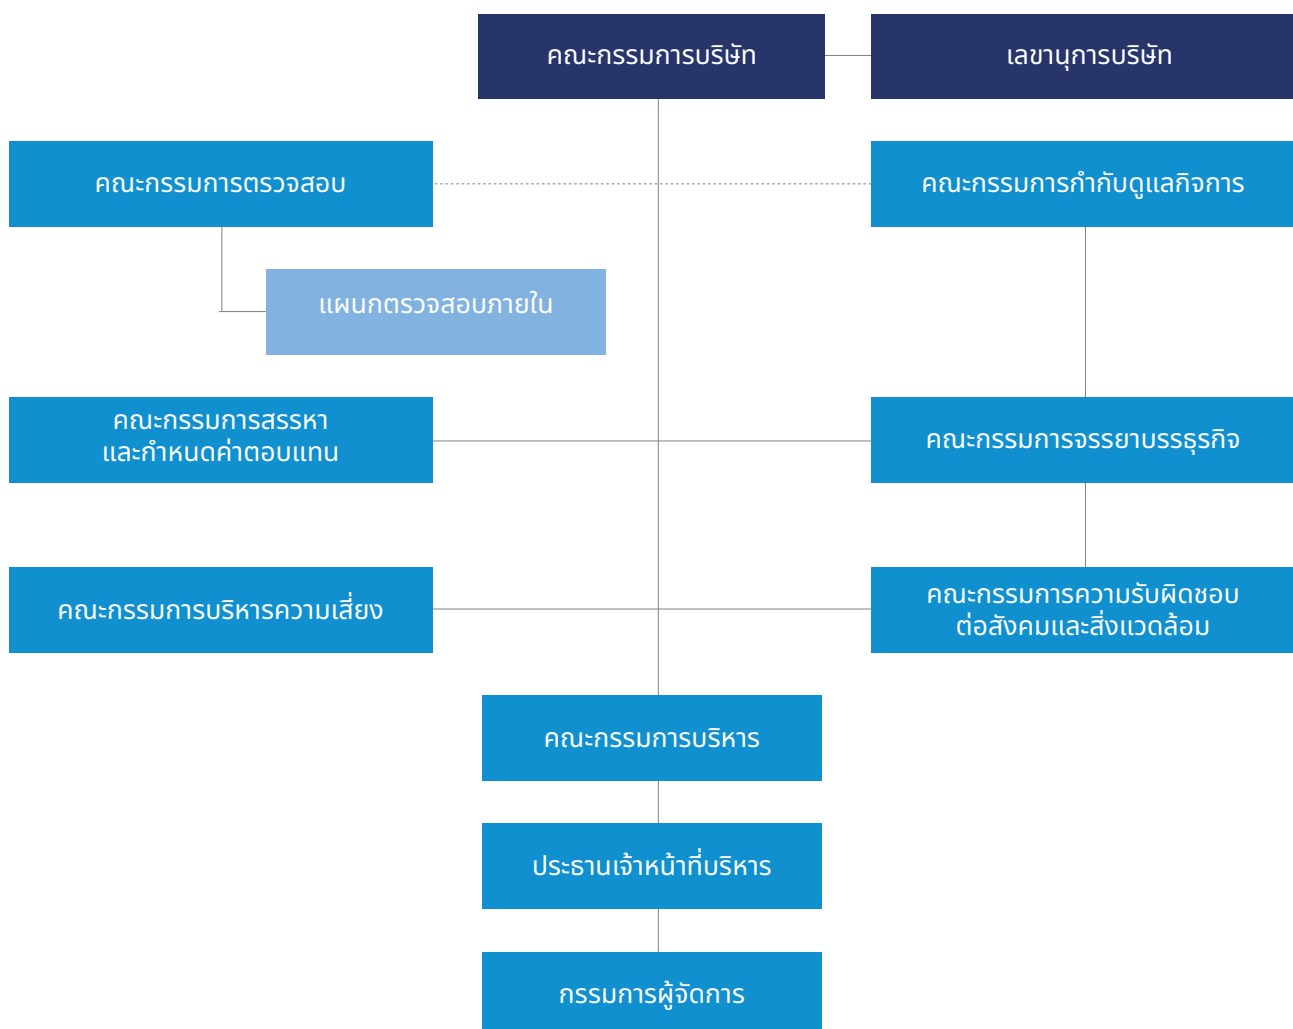 คณะกรรมการบริษัท
เลขานุการบริษัท
คณะกรรมการตรวจสอบ
คณะกรรมการกำกับดูแลกิจการ
แผนกตรวจสอบภายใน
คณะกรรมการสรรหา
และกำหนดค่าตอบแทน
คณะกรรมการจรรยาบรรธุรกิจ
คณะกรรมการบริหารความเสี่ยง
คณะกรรมการความรับผิดชอบ
ต่อสังคมและสิ่งแวดล้อม
คณะกรรมการบริหาร
ประธานเจ้าหน้าที่บริหาร
กรรมการผู้จัดการ